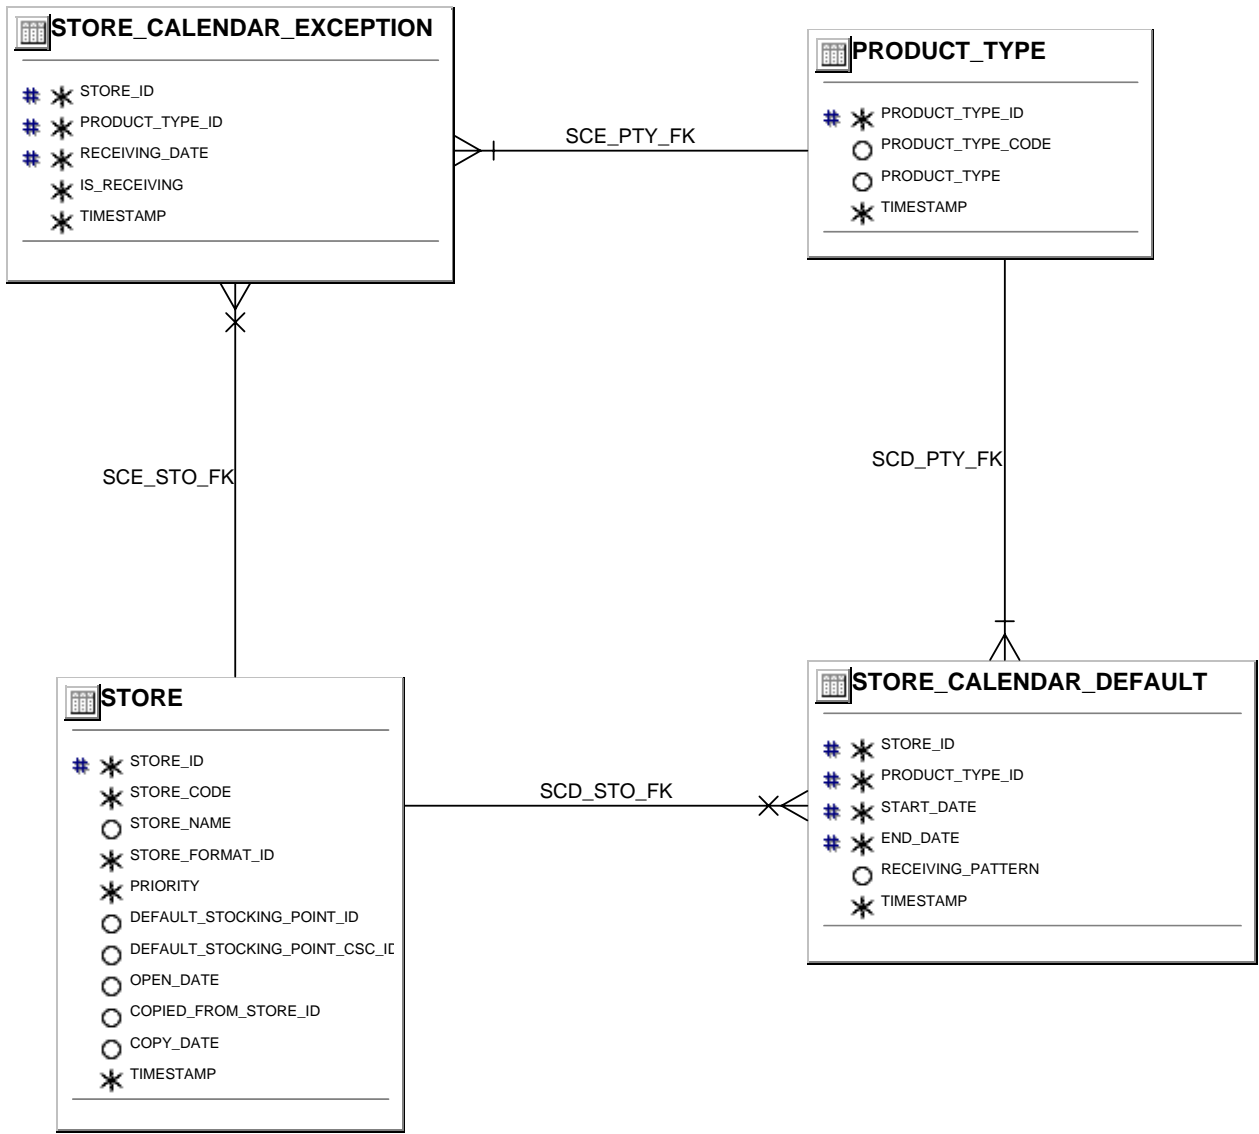 STORE_CALENDAR_EXCEPTION
# STORE_ID
# PRODUCT_TYPE_ID
# RECEIVING_DATE
IS_RECEIVING
TIMESTAMP
SCE_PTY_FK
PRODUCT_TYPE
# PRODUCT_TYPE_ID
PRODUCT_TYPE_CODE
PRODUCT_TYPE
TIMESTAMP
SCE_STO_FK
SCD_PTY_FK
STORE
# STORE_ID
STORE_CODE
STORE_NAME
STORE_FORMAT_ID
PRIORITY
DEFAULT_STOCKING_POINT_ID
DEFAULT_STOCKING_POINT_CSC_ID
OPEN_DATE
COPIED_FROM_STORE_ID
COPY_DATE
TIMESTAMP
SCD_STO_FK
STORE_CALENDAR_DEFAULT
# STORE_ID
# PRODUCT_TYPE_ID
# START_DATE
# END_DATE
RECEIVING_PATTERN
TIMESTAMP